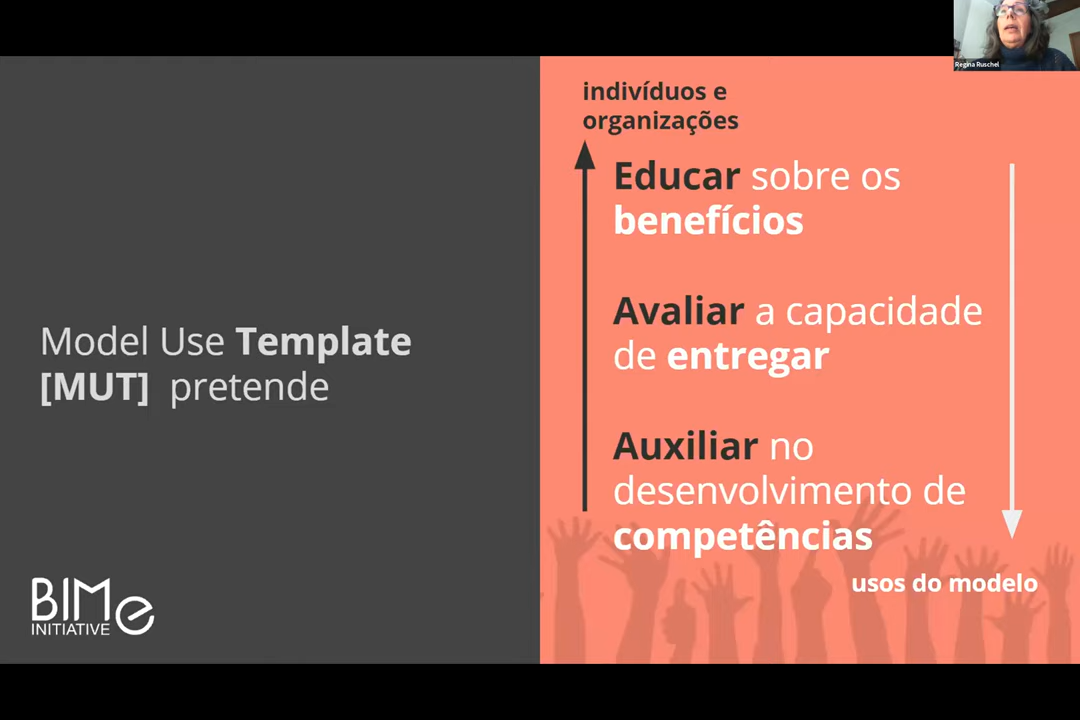 Regina Ruschel
indivíduos e
organizações
Educar sobre os
benefícios
Avaliar a capacidade
de entregar
Auxiliar no
desenvolvimento de
competências
usos do modelo
Model Use Template
[MUT] pretende
BIMe
INITIATIVE